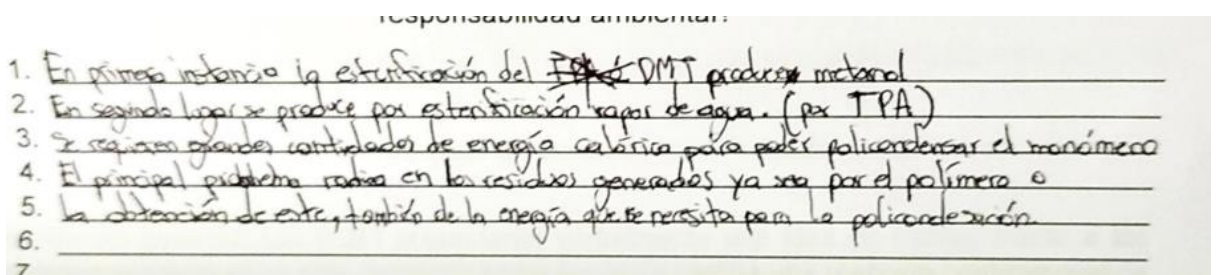 responsabilidad ambiental?
1. En primera instancia la esterificación del DMT produce metanol
2. En segundo lugar se produce por esterificación vapor de agua. (por TPA)
3. Se requieren grandes cantidades de energía calórica para poder policondensar el monómero
4. El principal problema radica en los residuos generados ya sea por el polímero o
5. la obtención de este, también de la energía que se necesita para la policondesación.
6.
7.